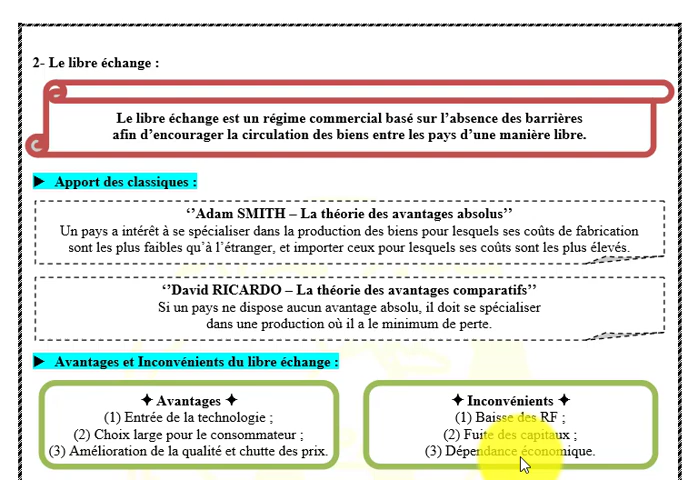 2- Le libre échange :
Le libre échange est un régime commercial basé sur l’absence des barrières
afin d’encourager la circulation des biens entre les pays d’une manière libre.
► Apport des classiques :
‘’Adam SMITH – La théorie des avantages absolus’’
Un pays a intérêt à se spécialiser dans la production des biens pour lesquels ses coûts de fabrication
sont les plus faibles qu’à l’étranger, et importer ceux pour lesquels ses coûts sont les plus élevés.
‘’David RICARDO – La théorie des avantages comparatifs’’
Si un pays ne dispose aucun avantage absolu, il doit se spécialiser
dans une production où il a le minimum de perte.
► Avantages et Inconvénients du libre échange :
✦ Avantages ✦
(1) Entrée de la technologie ;
(2) Choix large pour le consommateur ;
(3) Amélioration de la qualité et chutte des prix.
✦ Inconvénients ✦
(1) Baisse des RF ;
(2) Fuite des capitaux ;
(3) Dépendance économique.